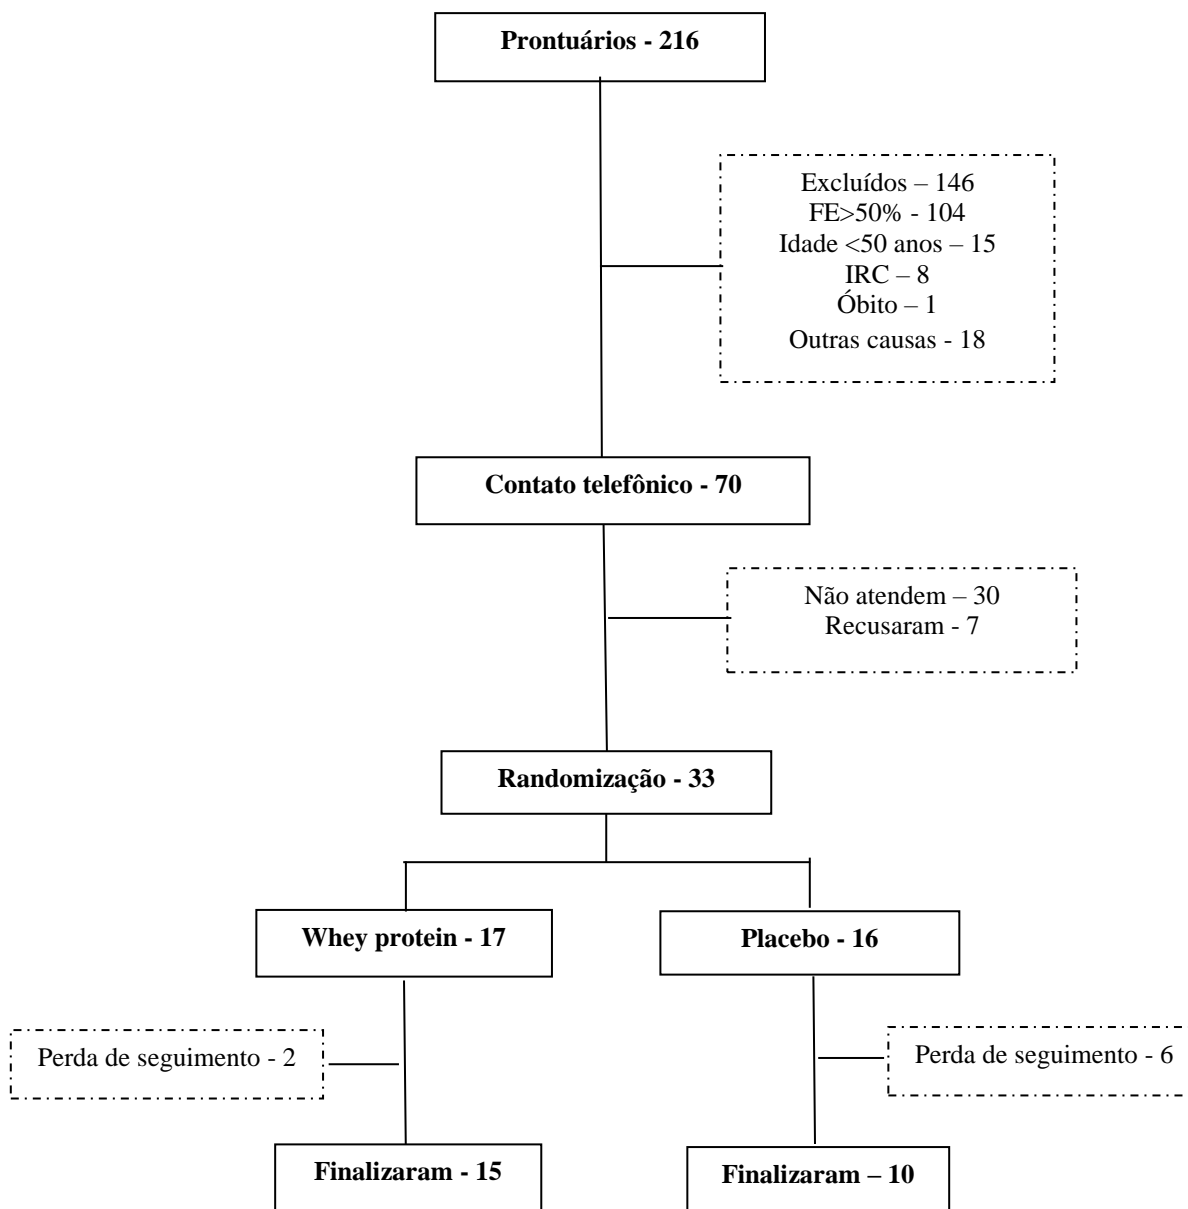 Prontuários - 216
Excluídos – 146
FE>50% - 104
Idade <50 anos – 15
IRC – 8
Óbito – 1
Outras causas - 18
Contato telefônico - 70
Não atendem – 30
Recusaram - 7
Randomização - 33
Whey protein - 17
Placebo - 16
Perda de seguimento - 2
Perda de seguimento - 6
Finalizaram - 15
Finalizaram – 10